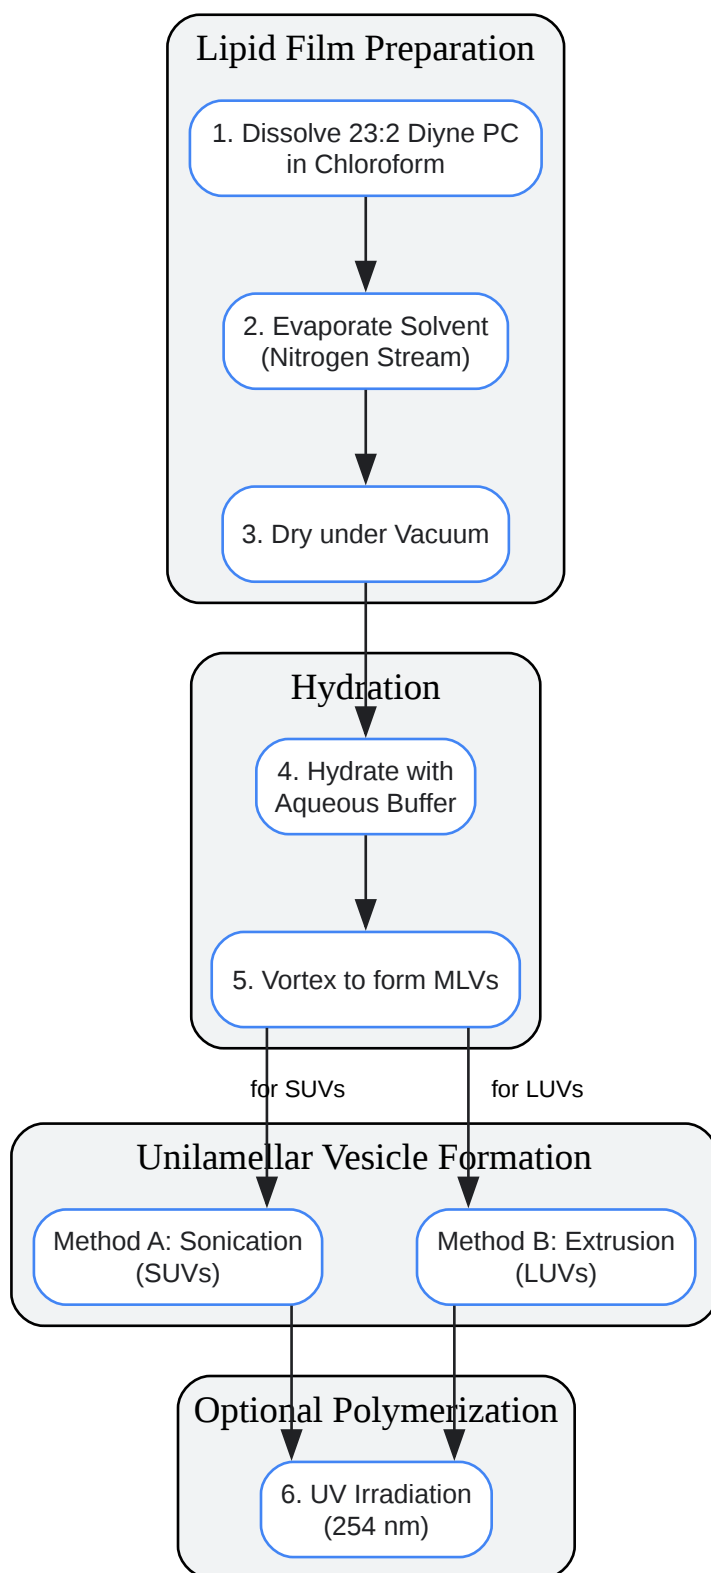 Lipid Film Preparation
1. Dissolve 23:2 Diyne PC
in Chloroform
2. Evaporate Solvent
(Nitrogen Stream)
3. Dry under Vacuum
Hydration
4. Hydrate with
Aqueous Buffer
5. Vortex to form MLVs
for SUVs
for LUVs
Unilamellar Vesicle Formation
Method A: Sonication
(SUVs)
Method B: Extrusion
(LUVs)
Optional Polymerization
6. UV Irradiation
(254 nm)